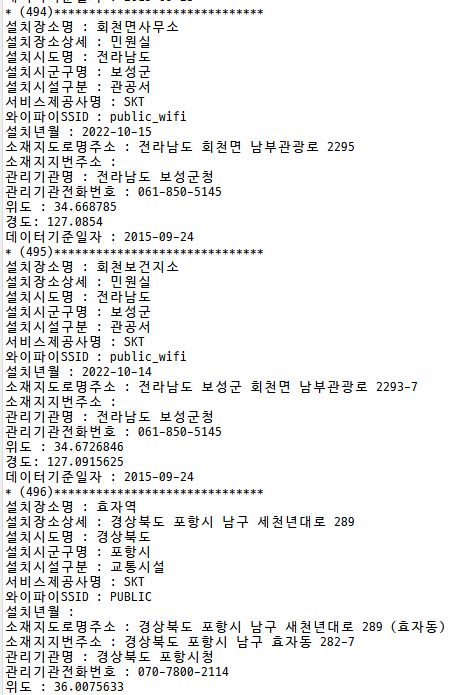 * (494)******************************
설치장소명 : 회천면사무소
설치장소상세 : 민원실
설치시도명 : 전라남도
설치시군구명 : 보성군
설치시설구분 : 관공서
서비스제공사명 : SKT
와이파이SSID : public_wifi
설치년월 : 2022-10-15
소재지도로명주소 : 전라남도 회천면 남부관광로 2295
소재지지번주소 :
관리기관명 : 전라남도 보성군청
관리기관전화번호 : 061-850-5145
위도 : 34.668785
경도: 127.0854
데이터기준일자 : 2015-09-24
* (495)******************************
설치장소명 : 회천보건지소
설치장소상세 : 민원실
설치시도명 : 전라남도
설치시군구명 : 보성군
설치시설구분 : 관공서
서비스제공사명 : SKT
와이파이SSID : public_wifi
설치년월 : 2022-10-14
소재지도로명주소 : 전라남도 보성군 회천면 남부관광로 2293-7
소재지지번주소 :
관리기관명 : 전라남도 보성군청
관리기관전화번호 : 061-850-5145
위도 : 34.6726846
경도: 127.0915625
데이터기준일자 : 2015-09-24
* (496)******************************
설치장소명 : 효자역
설치장소상세 : 경상북도 포항시 남구 세천년대로 289
설치시도명 : 경상북도
설치시군구명 : 포항시
설치시설구분 : 교통시설
서비스제공사명 : SKT
와이파이SSID : PUBLIC
설치년월 :
소재지도로명주소 : 경상북도 포항시 남구 새천년대로 289 (효자동)
소재지지번주소 : 경상북도 포항시 남구 효자동 282-7
관리기관명 : 경상북도 포항시청
관리기관전화번호 : 070-7800-2114
위도 : 36.0075633